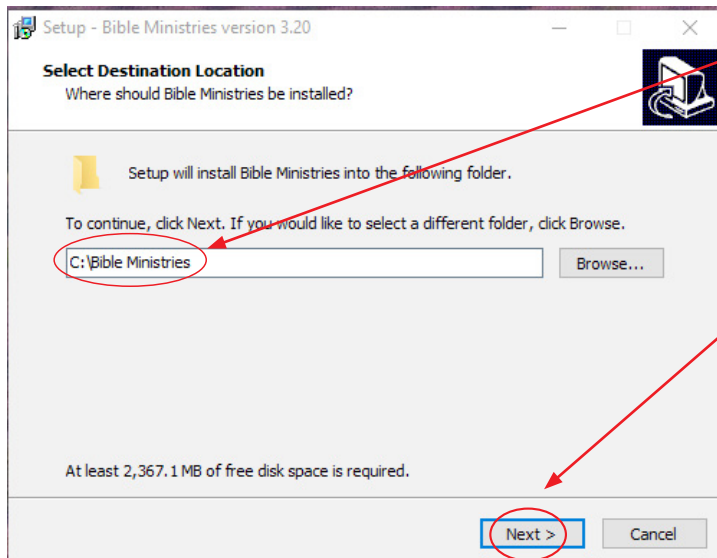 Setup - Bible Ministries version 3.20
Select Destination Location
Where should Bible Ministries be installed?
Setup will install Bible Ministries into the following folder.
To continue, click Next. If you would like to select a different folder, click Browse.
C:\Bible Ministries
Browse...
At least 2,367.1 MB of free disk space is required.
Next >
Cancel